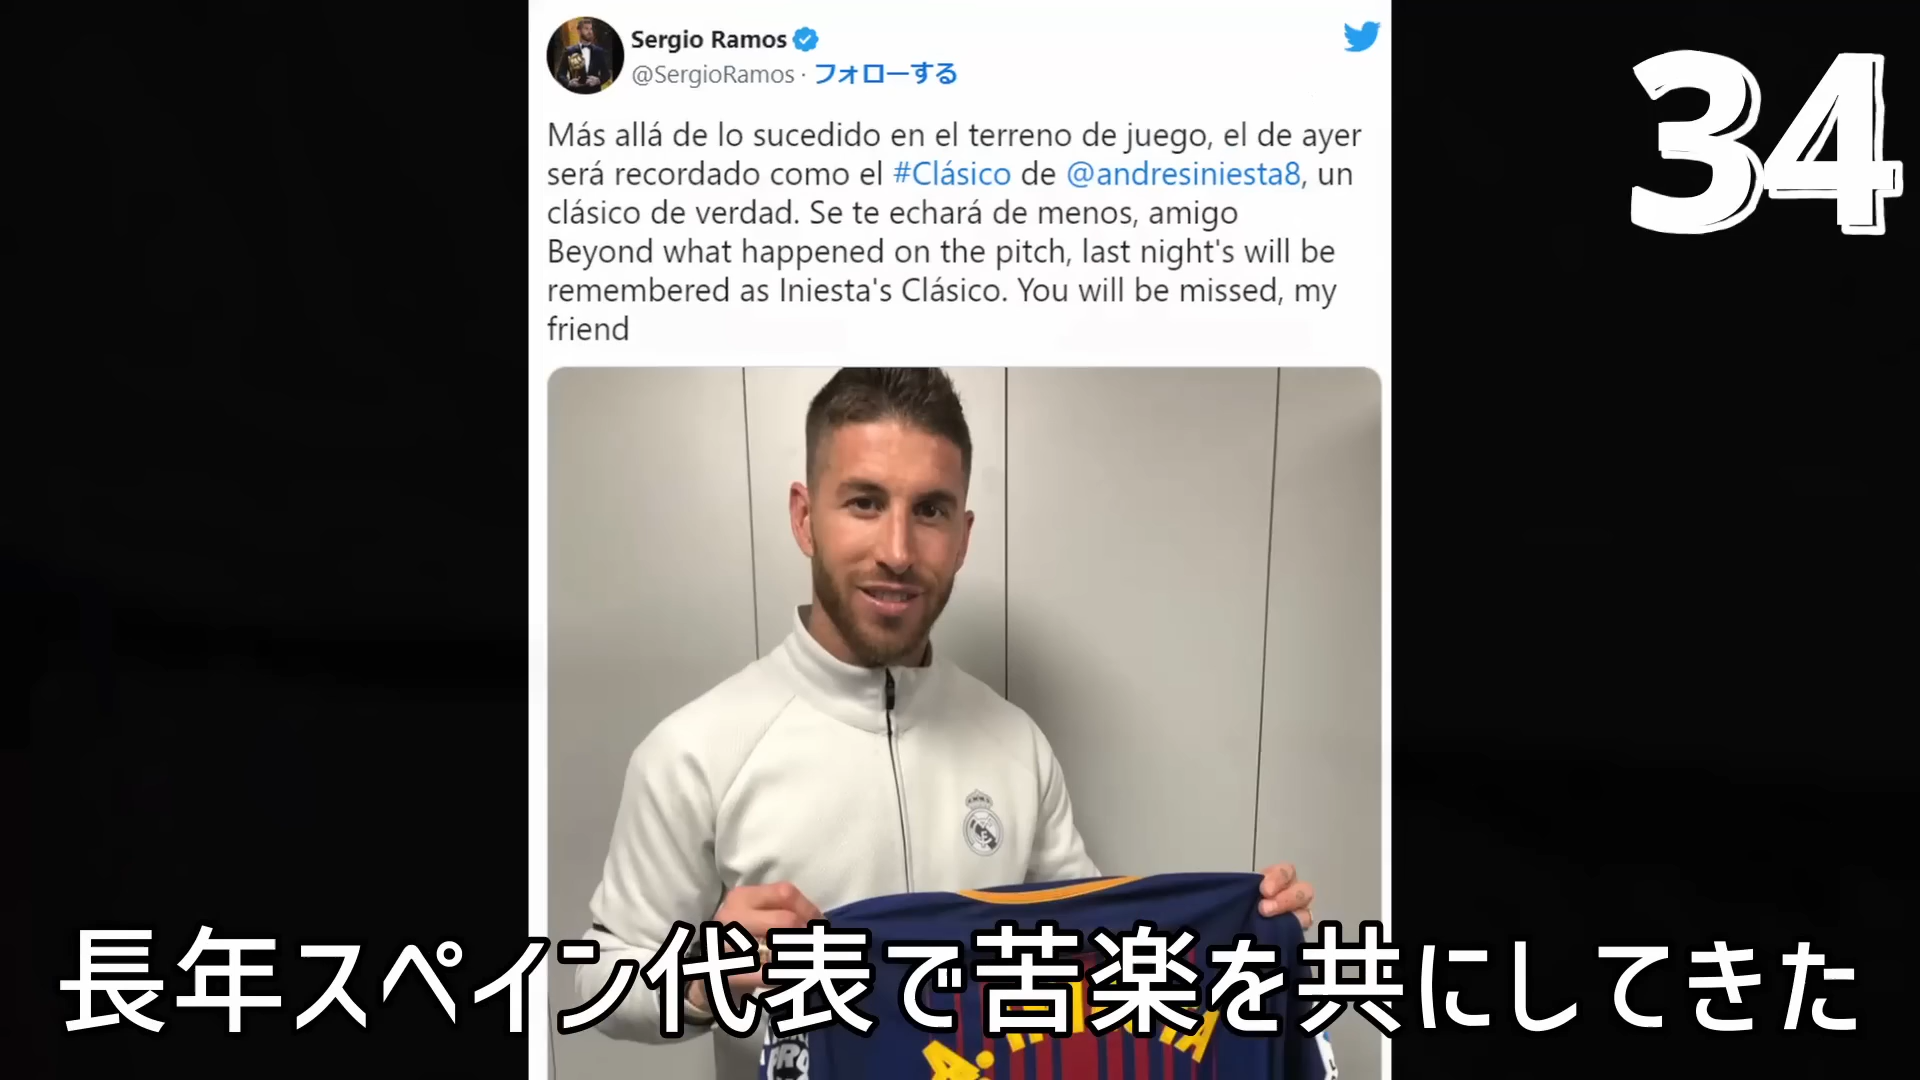 Sergio Ramos
@SergioRamos · フォローする
34
Más allá de lo sucedido en el terreno de juego, el de ayer
será recordado como el #Clásico de @andresiniesta8, un
clásico de verdad. Se te echará de menos, amigo
Beyond what happened on the pitch, last night's will be
remembered as Iniesta's Clásico. You will be missed, my
friend
長年スペイン代表で苦楽を共にしてきた